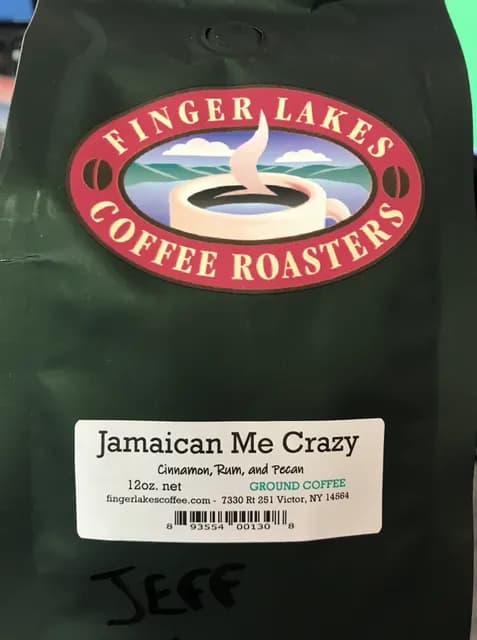 FINGER LAKES
COFFEE ROASTERS
Jamaican Me Crazy
Cinnamon, Rum, and Pecan
12oz. net GROUND COFFEE
fingerlakescoffee.com - 7330 Rt 251 Victor, NY 14564
8 93554 00130 8
JEFF